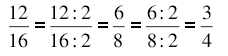 12/16 = 12 : 2/16 : 2 = 6/8 = 6 : 2/8 : 2 = 3/4